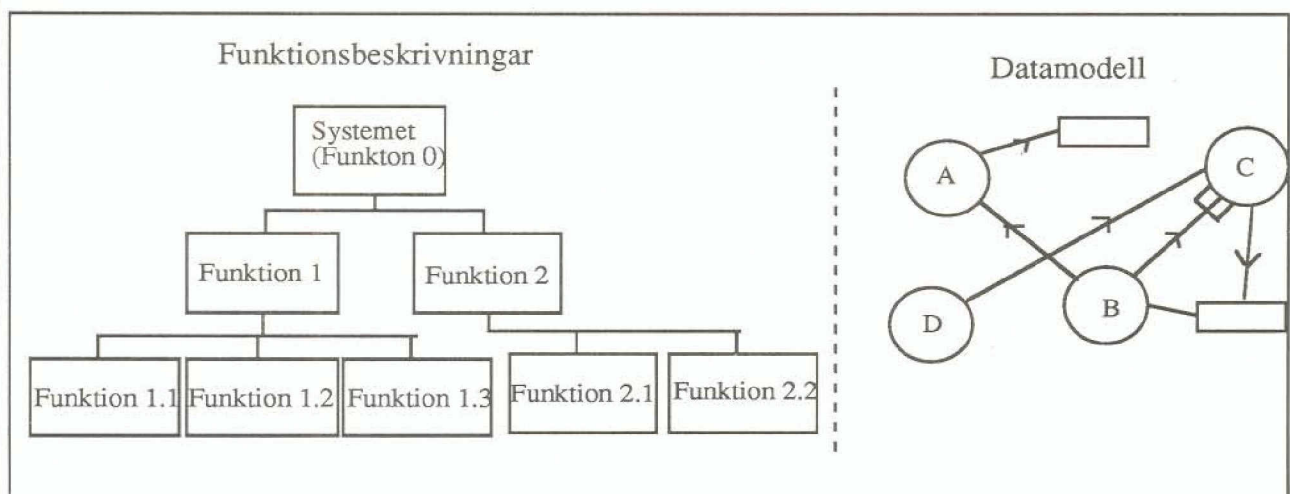 Funktionsbeskrivningar
Systemet
(Funkton 0)
Funktion 1
Funktion 2
Funktion 1.1
Funktion 1.2
Funktion 1.3
Funktion 2.1
Funktion 2.2
Datamodell
A
C
D
B